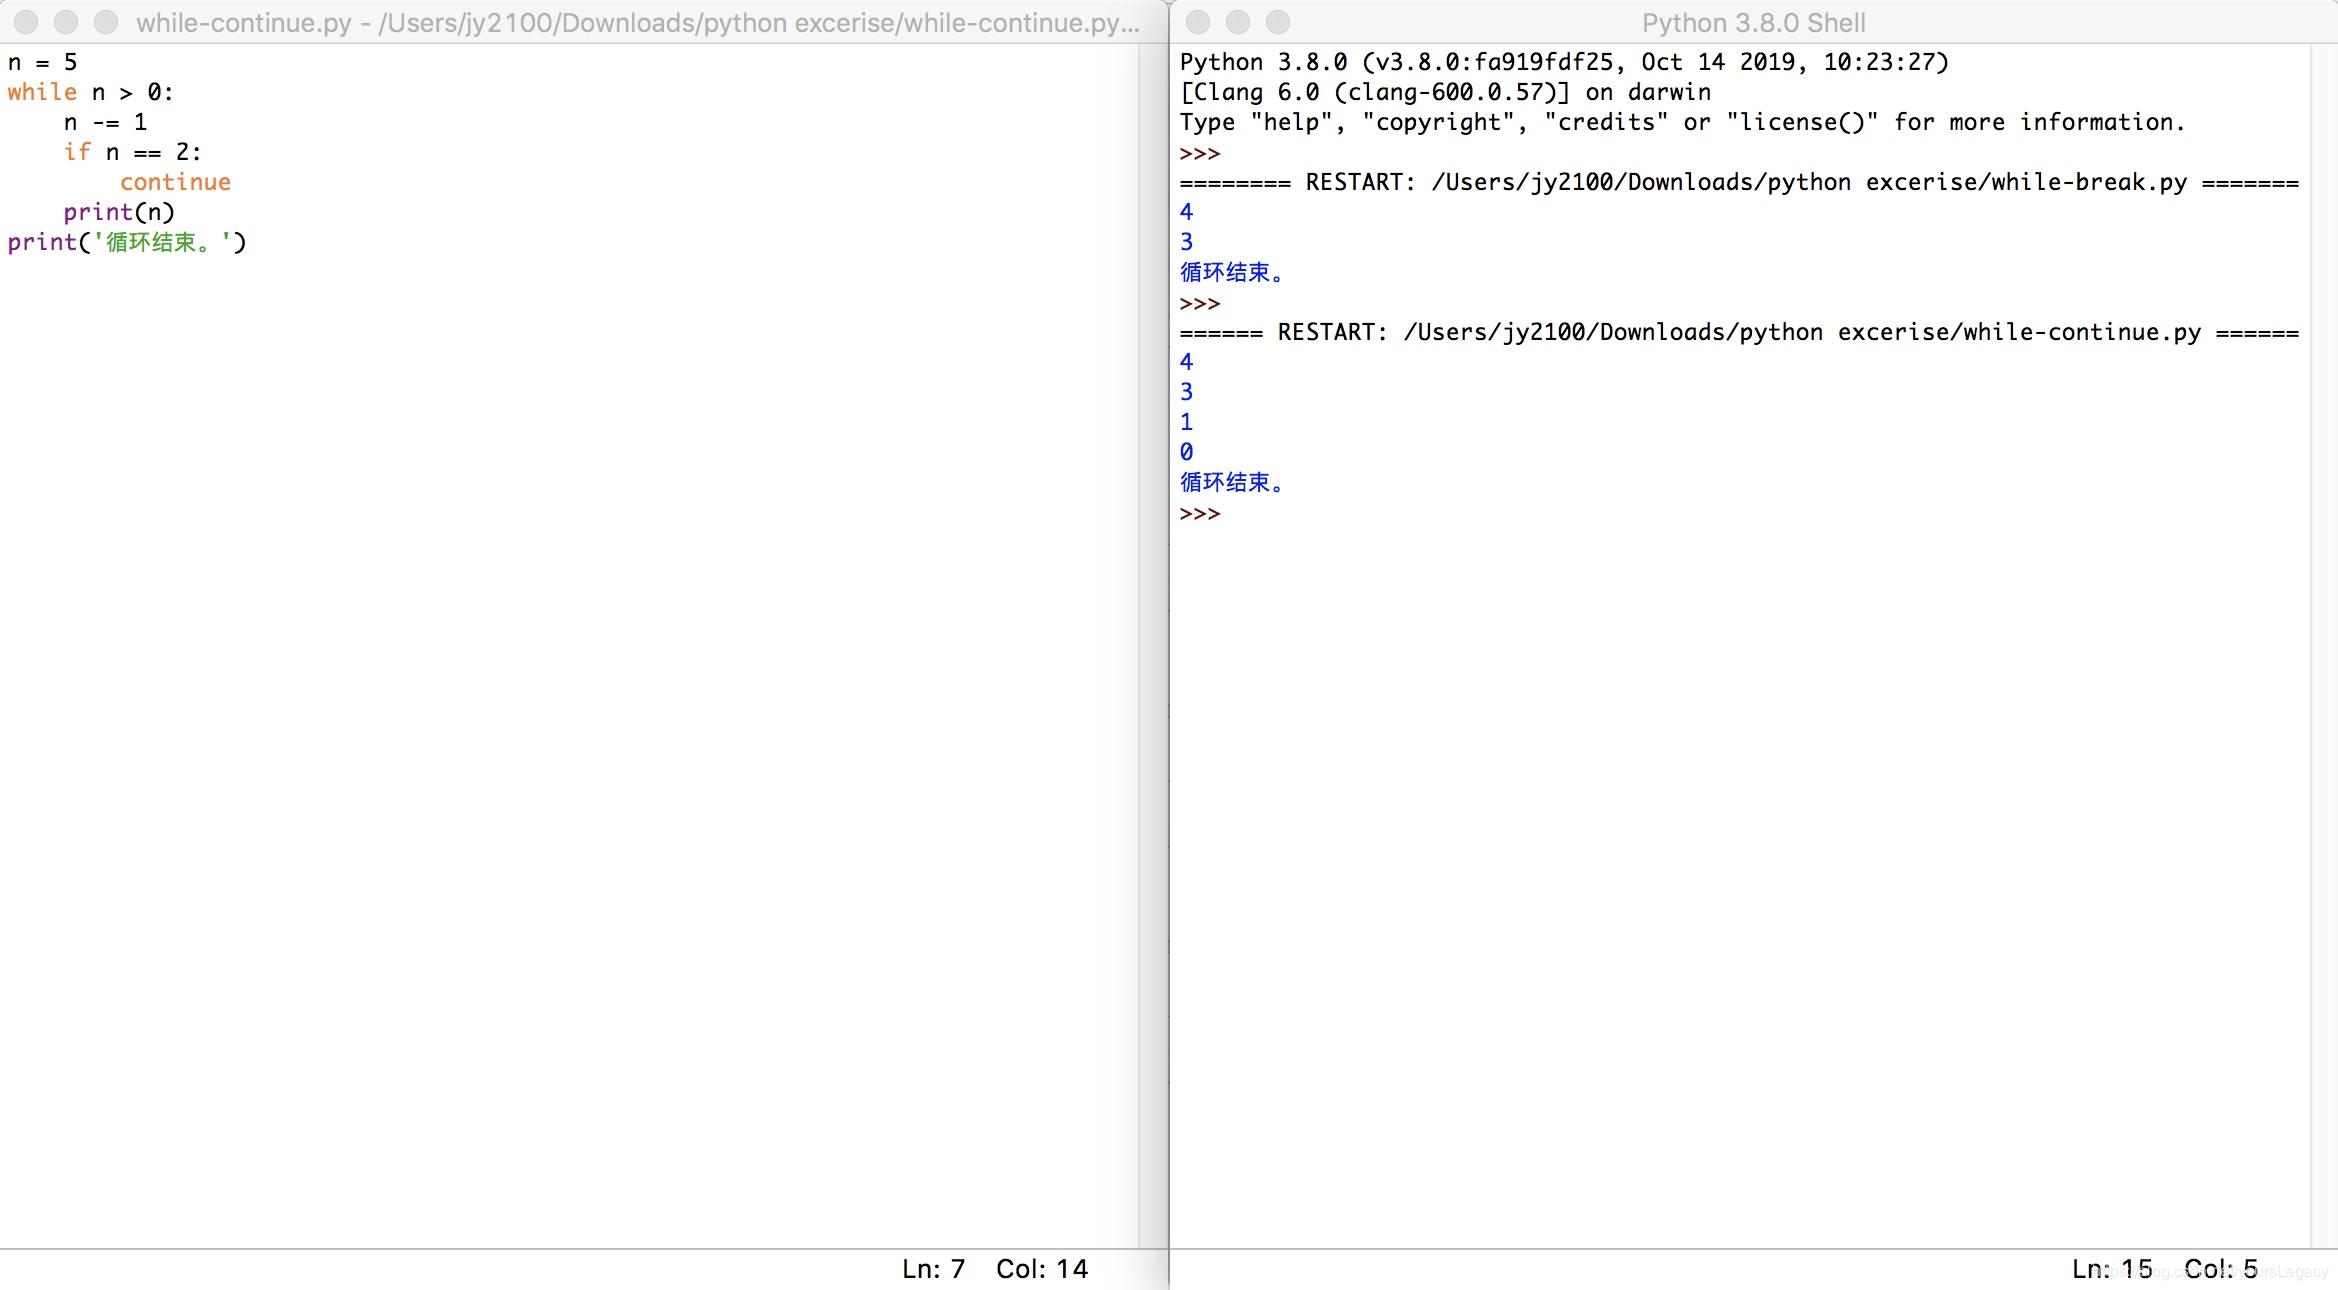 while-continue.py - /Users/jy2100/Downloads/python excerise/while-continue.py...
n = 5
while n > 0:
    n -= 1
    if n == 2:
        continue
    print(n)
print('循环结束。')
Ln: 7 Col: 14
Python 3.8.0 Shell
Python 3.8.0 (v3.8.0:fa919fdf25, Oct 14 2019, 10:23:27)
[Clang 6.0 (clang-600.0.57)] on darwin
Type "help", "copyright", "credits" or "license()" for more information.
>>>
======== RESTART: /Users/jy2100/Downloads/python excerise/while-break.py =======
4
3
循环结束。
>>>
====== RESTART: /Users/jy2100/Downloads/python excerise/while-continue.py ======
4
3
1
0
循环结束。
>>>
Ln: 15 Col: 5